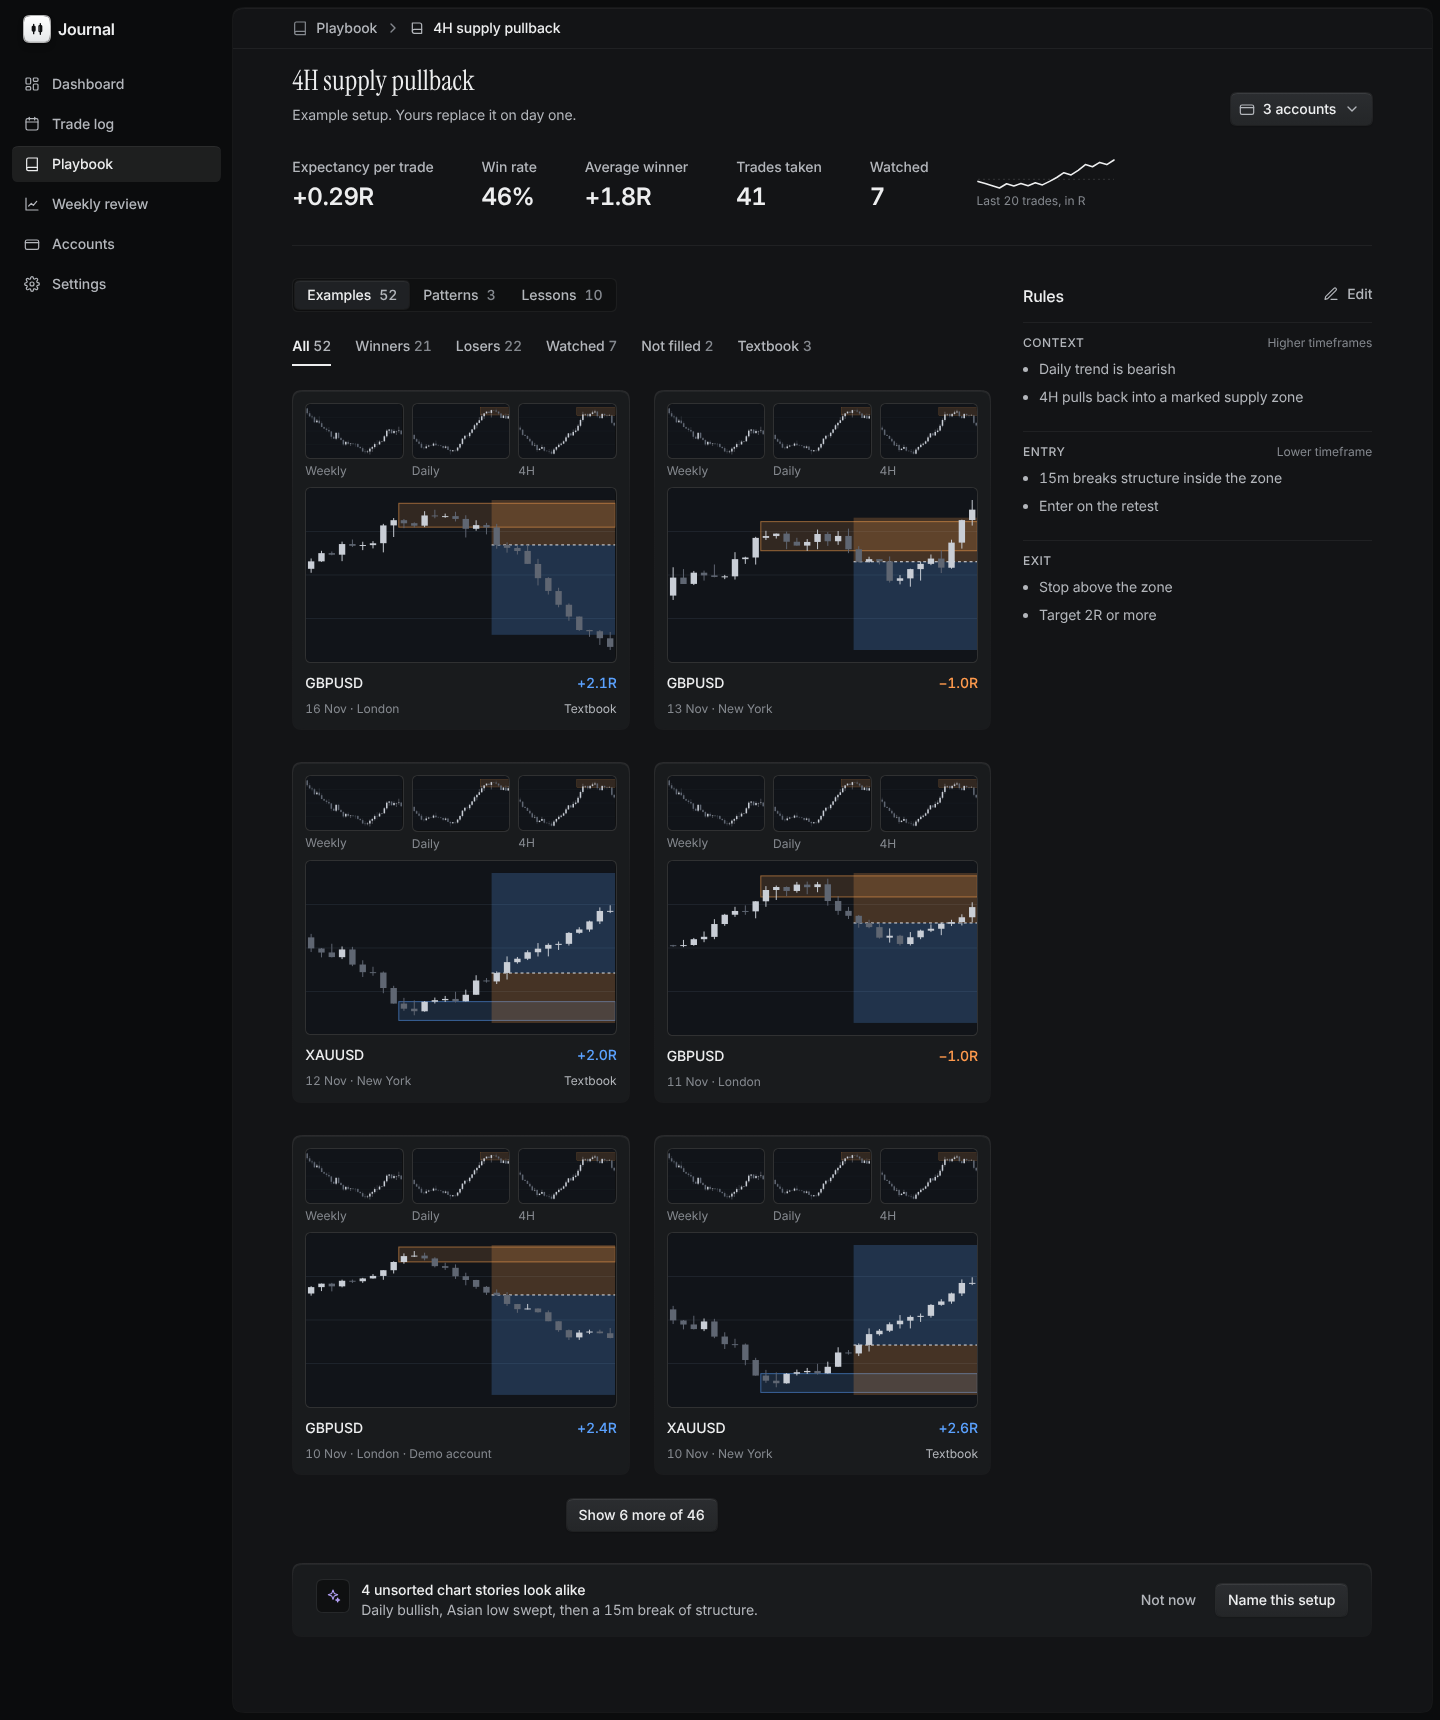 Journal
Dashboard
Trade log
Playbook
Weekly review
Accounts
Settings
Playbook
4H supply pullback
4H supply pullback
Example setup. Yours replace it on day one.
3 accounts
Expectancy per trade
+0.29R
Win rate
46%
Average winner
+1.8R
Trades taken
41
Watched
7
Last 20 trades, in R
Examples 52
Patterns 3
Lessons 10
All 52
Winners 21
Losers 22
Watched 7
Not filled 2
Textbook 3
Weekly
Daily
4H
GBPUSD
+2.1R
16 Nov · London
Textbook
Weekly
Daily
4H
GBPUSD
−1.0R
13 Nov · New York
Weekly
Daily
4H
XAUUSD
+2.0R
12 Nov · New York
Textbook
Weekly
Daily
4H
GBPUSD
−1.0R
11 Nov · London
Weekly
Daily
4H
GBPUSD
+2.4R
10 Nov · London · Demo account
Weekly
Daily
4H
XAUUSD
+2.6R
10 Nov · New York
Textbook
Show 6 more of 46
Rules
Edit
CONTEXT
Higher timeframes
• Daily trend is bearish
• 4H pulls back into a marked supply zone
ENTRY
Lower timeframe
• 15m breaks structure inside the zone
• Enter on the retest
EXIT
• Stop above the zone
• Target 2R or more
4 unsorted chart stories look alike
Daily bullish, Asian low swept, then a 15m break of structure.
Not now
Name this setup